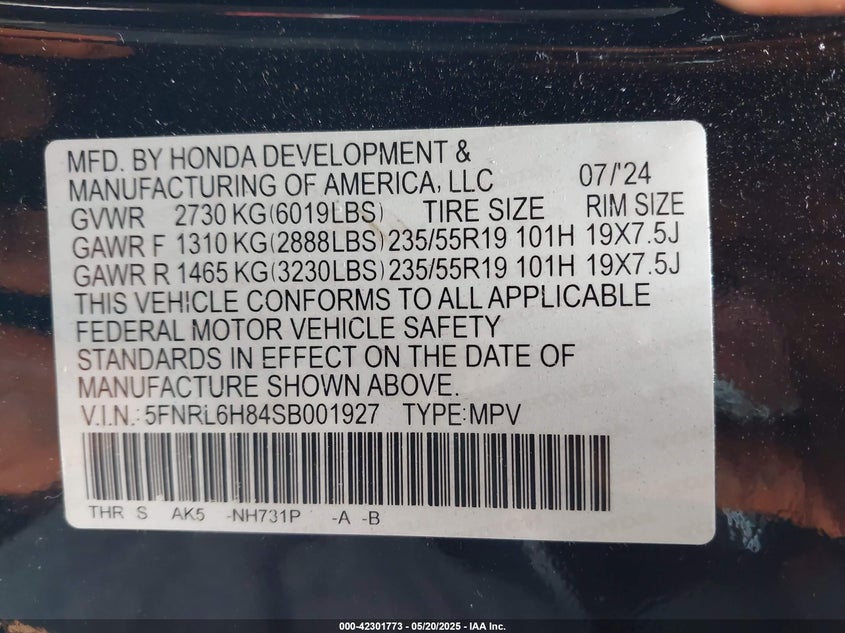 MFD. BY HONDA DEVELOPMENT &
MANUFACTURING OF AMERICA, LLC 07/'24
GVWR 2730 KG(6019LBS) TIRE SIZE RIM SIZE
GAWR F 1310 KG(2888LBS) 235/55R19 101H 19X7.5J
GAWR R 1465 KG(3230LBS) 235/55R19 101H 19X7.5J
THIS VEHICLE CONFORMS TO ALL APPLICABLE
FEDERAL MOTOR VEHICLE SAFETY
STANDARDS IN EFFECT ON THE DATE OF
MANUFACTURE SHOWN ABOVE.
V.I.N.: 5FNRL6H84SB001927 TYPE:MPV
THR S AK5 -NH731P -A -B
000-42301773 - 05/20/2025 - IAA Inc.